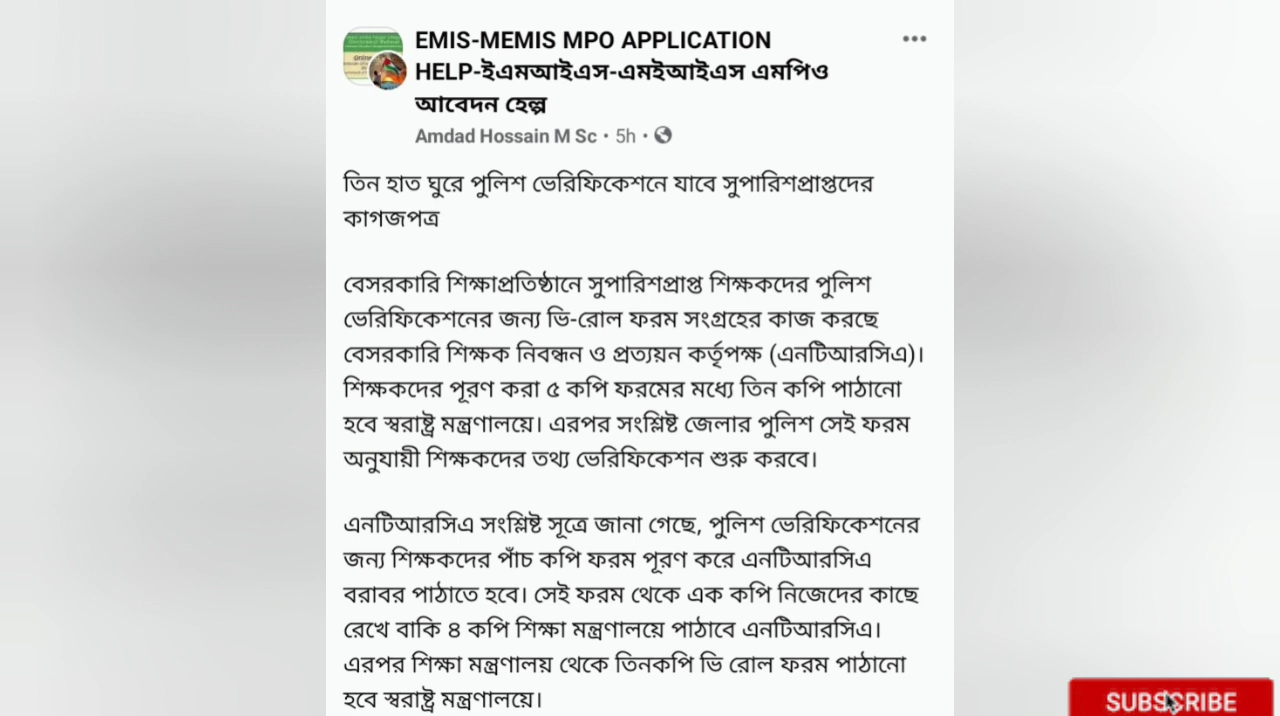 EMIS-MEMIS MPO APPLICATION
HELP-ইএমআইএস-এমইআইএস এমপিও
আবেদন হেল্প
Amdad Hossain M Sc · 5h ·
তিন হাত ঘুরে পুলিশ ভেরিফিকেশনে যাবে সুপারিশপ্রাপ্তদের
কাগজপত্র
বেসরকারি শিক্ষাপ্রতিষ্ঠানে সুপারিশপ্রাপ্ত শিক্ষকদের পুলিশ
ভেরিফিকেশনের জন্য ভি-রোল ফরম সংগ্রহের কাজ করছে
বেসরকারি শিক্ষক নিবন্ধন ও প্রত্যয়ন কর্তৃপক্ষ (এনটিআরসিএ)।
শিক্ষকদের পূরণ করা ৫ কপি ফরমের মধ্যে তিন কপি পাঠানো
হবে স্বরাষ্ট্র মন্ত্রণালয়ে। এরপর সংশ্লিষ্ট জেলার পুলিশ সেই ফরম
অনুযায়ী শিক্ষকদের তথ্য ভেরিফিকেশন শুরু করবে।
এনটিআরসিএ সংশ্লিষ্ট সূত্রে জানা গেছে, পুলিশ ভেরিফিকেশনের
জন্য শিক্ষকদের পাঁচ কপি ফরম পূরণ করে এনটিআরসিএ
বরাবর পাঠাতে হবে। সেই ফরম থেকে এক কপি নিজেদের কাছে
রেখে বাকি ৪ কপি শিক্ষা মন্ত্রণালয়ে পাঠাবে এনটিআরসিএ।
এরপর শিক্ষা মন্ত্রণালয় থেকে তিনকপি ভি রোল ফরম পাঠানো
হবে স্বরাষ্ট্র মন্ত্রণালয়ে।
SUBSCRIBE